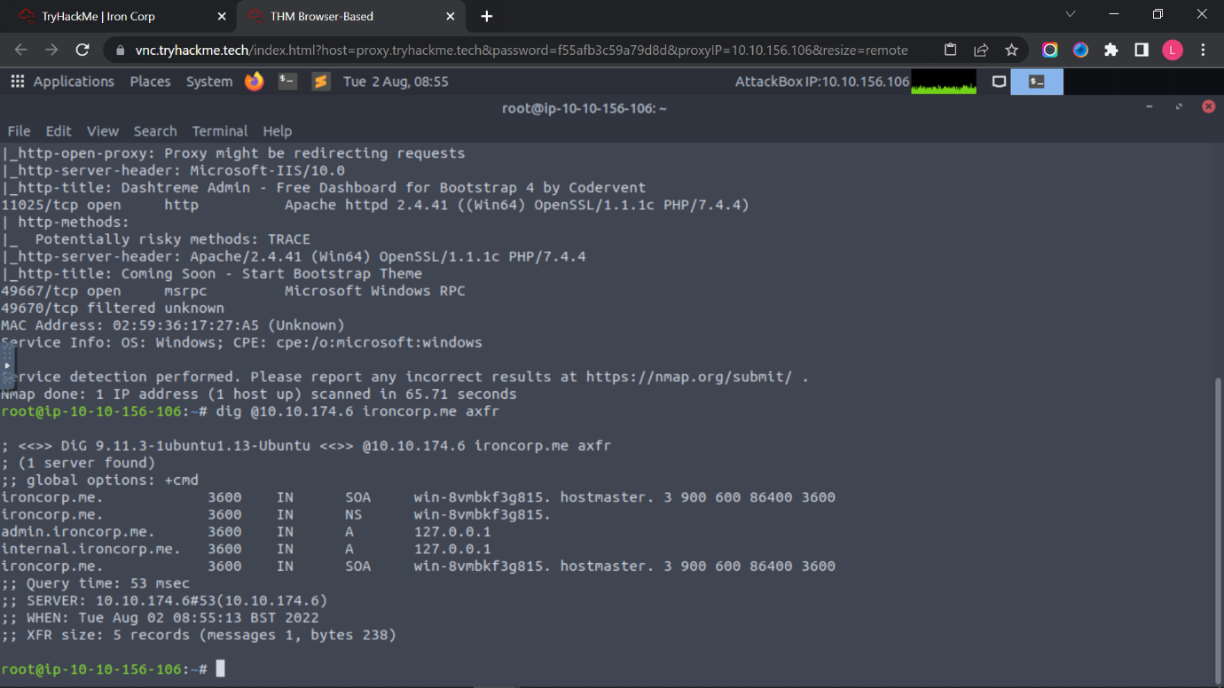 TryHackMe | Iron Corp
THM Browser-Based
vnc.tryhackme.tech/index.html?host=proxy.tryhackme.tech&password=f55afb3c59a79d8d&proxyIP=10.10.156.106&resize=remote
L
Applications Places System Tue 2 Aug, 08:55 AttackBox IP:10.10.156.106
root@ip-10-10-156-106: ~
File Edit View Search Terminal Help
|_http-open-proxy: Proxy might be redirecting requests
|_http-server-header: Microsoft-IIS/10.0
|_http-title: Dashtreme Admin - Free Dashboard for Bootstrap 4 by Codervent
11025/tcp open http Apache httpd 2.4.41 ((Win64) OpenSSL/1.1.1c PHP/7.4.4)
| http-methods:
|_ Potentially risky methods: TRACE
|_http-server-header: Apache/2.4.41 (Win64) OpenSSL/1.1.1c PHP/7.4.4
|_http-title: Coming Soon - Start Bootstrap Theme
49667/tcp open msrpc Microsoft Windows RPC
49670/tcp filtered unknown
MAC Address: 02:59:36:17:27:A5 (Unknown)
Service Info: OS: Windows; CPE: cpe:/o:microsoft:windows
Service detection performed. Please report any incorrect results at https://nmap.org/submit/ .
Nmap done: 1 IP address (1 host up) scanned in 65.71 seconds
root@ip-10-10-156-106:~# dig @10.10.174.6 ironcorp.me axfr
; <<>> DiG 9.11.3-1ubuntu1.13-Ubuntu <<>> @10.10.174.6 ironcorp.me axfr
; (1 server found)
;; global options: +cmd
ironcorp.me. 3600 IN SOA win-8vmbkf3g815. hostmaster. 3 900 600 86400 3600
ironcorp.me. 3600 IN NS win-8vmbkf3g815.
admin.ironcorp.me. 3600 IN A 127.0.0.1
internal.ironcorp.me. 3600 IN A 127.0.0.1
ironcorp.me. 3600 IN SOA win-8vmbkf3g815. hostmaster. 3 900 600 86400 3600
;; Query time: 53 msec
;; SERVER: 10.10.174.6#53(10.10.174.6)
;; WHEN: Tue Aug 02 08:55:13 BST 2022
;; XFR size: 5 records (messages 1, bytes 238)
root@ip-10-10-156-106:~#